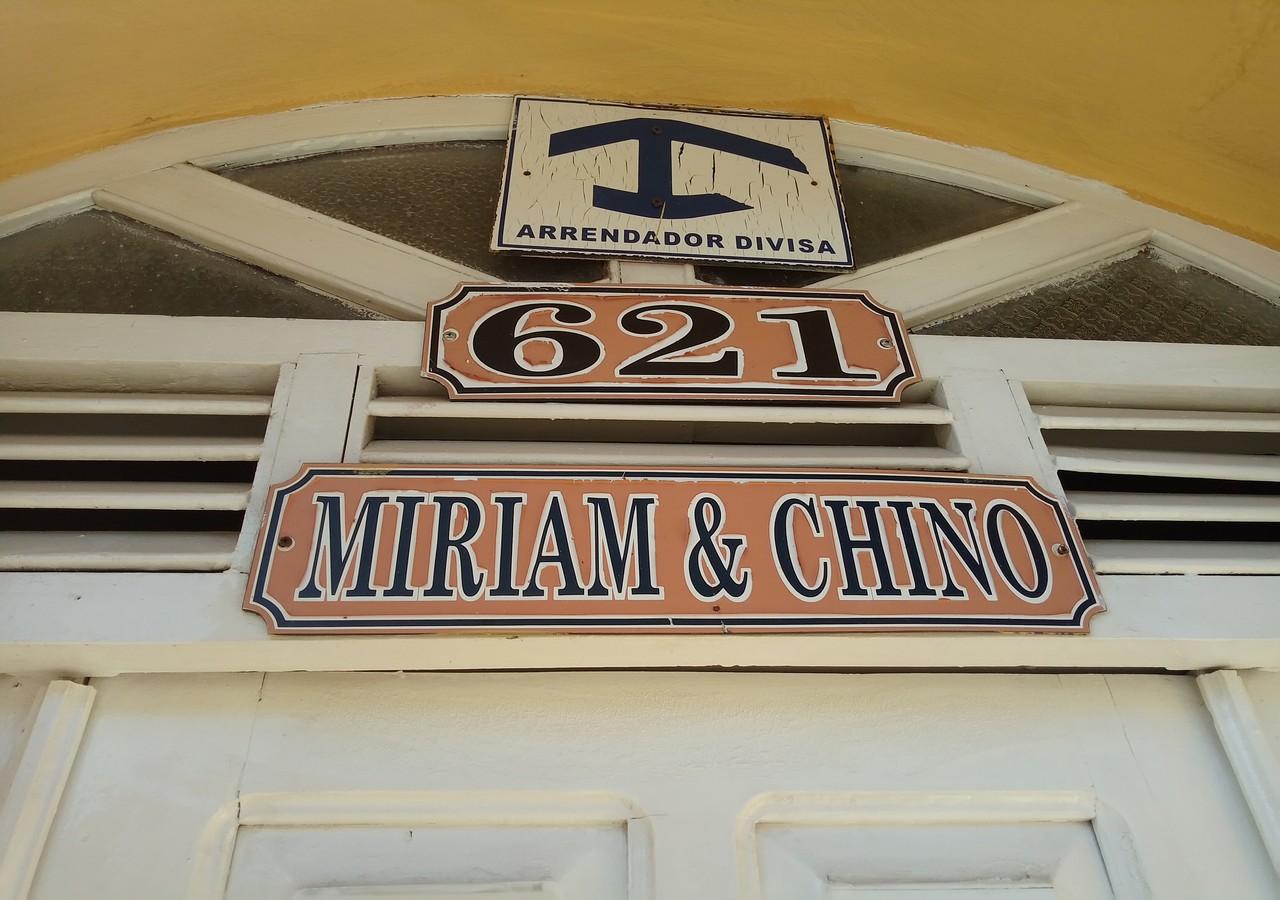 ARRENDADOR DIVISA
621
MIRIAM & CHINO